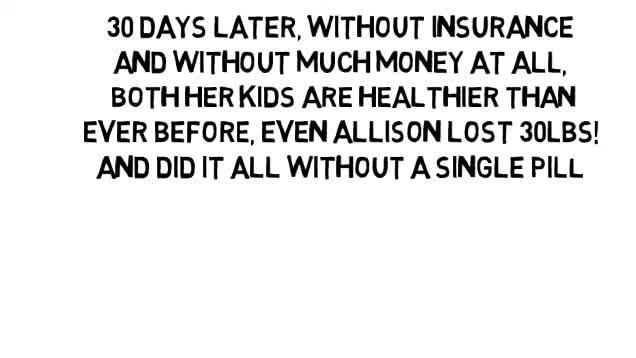 30 DAYS LATER, WITHOUT INSURANCE
AND WITHOUT MUCH MONEY AT ALL,
BOTH HER KIDS ARE HEALTHIER THAN
EVER BEFORE, EVEN ALLISON LOST 30LBS!
AND DID IT ALL WITHOUT A SINGLE PILL